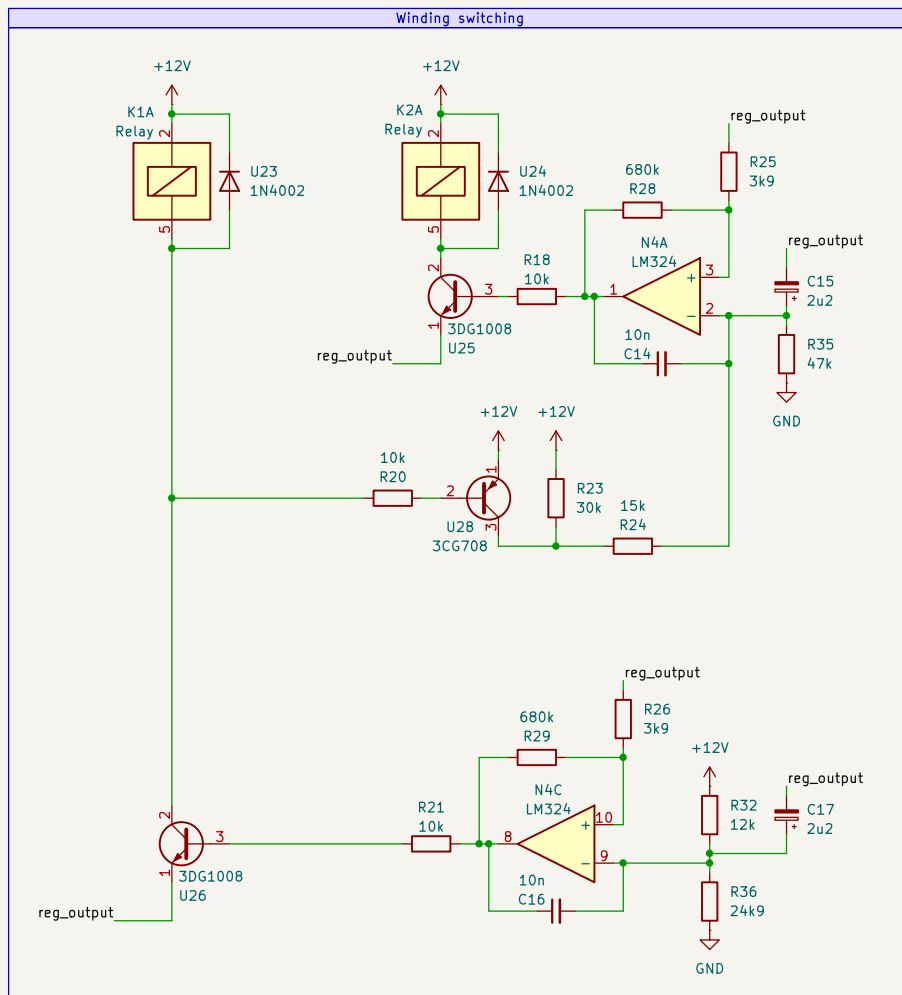 Winding switching
+12V
K1A
Relay
2
5
U23
1N4002
+12V
K2A
Relay
2
5
U24
1N4002
reg_output
R25
3k9
680k
R28
N4A
LM324
3
2
1
+
−
reg_output
C15
2u2
+
R35
47k
GND
R18
10k
2
3
1
3DG1008
U25
reg_output
10n
C14
+12V
+12V
10k
R20
1
2
3
U28
3CG708
R23
30k
15k
R24
reg_output
R26
3k9
680k
R29
+12V
reg_output
N4C
LM324
10
9
8
+
−
R32
12k
C17
2u2
+
R21
10k
2
3
1
3DG1008
U26
reg_output
10n
C16
R36
24k9
GND